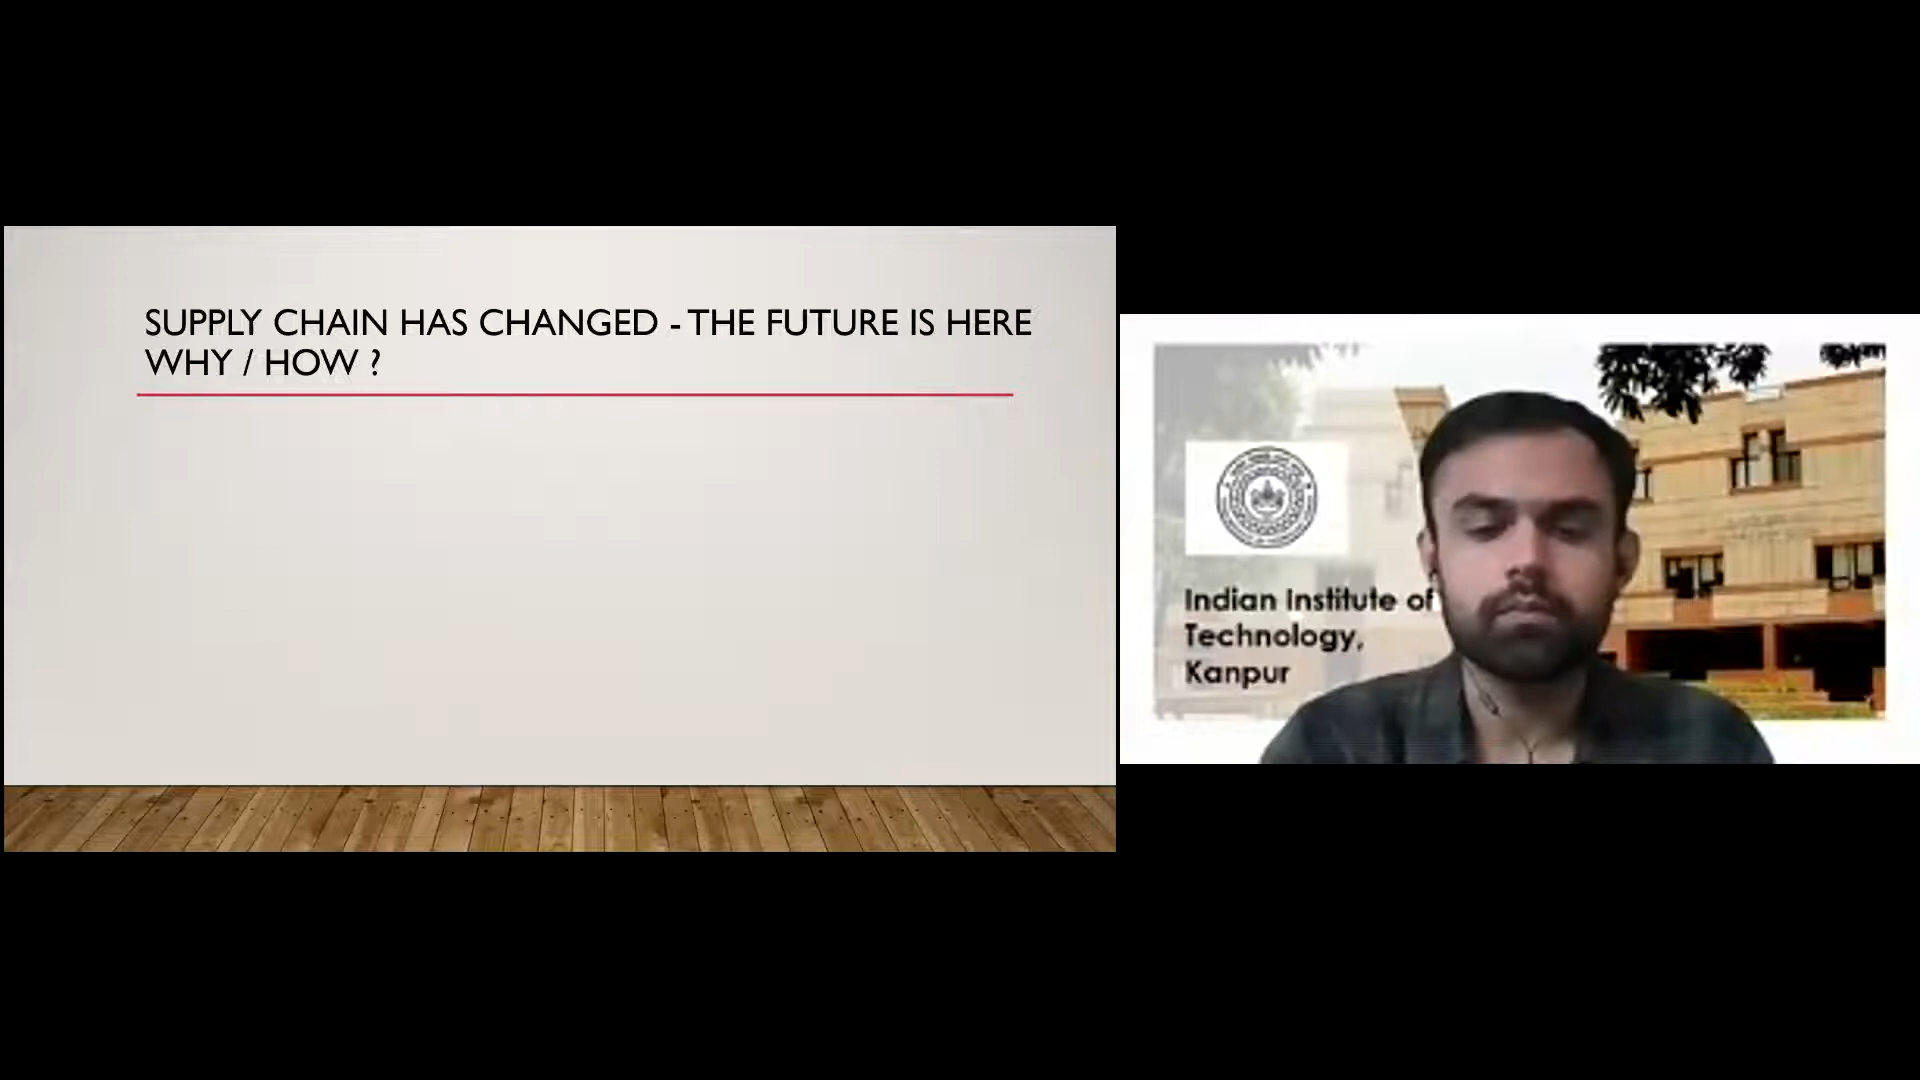 SUPPLY CHAIN HAS CHANGED - THE FUTURE IS HERE
WHY / HOW ?
Indian Institute of
Technology,
Kanpur